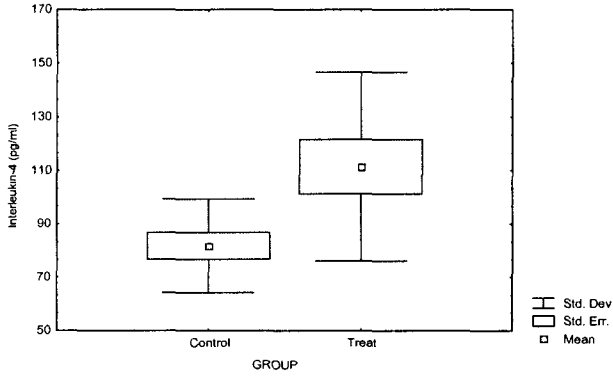 170
150
130
110
90
70
50
Interleukin-4 (pg/ml)
Control
Treat
GROUP
Std. Dev
Std. Err.
Mean